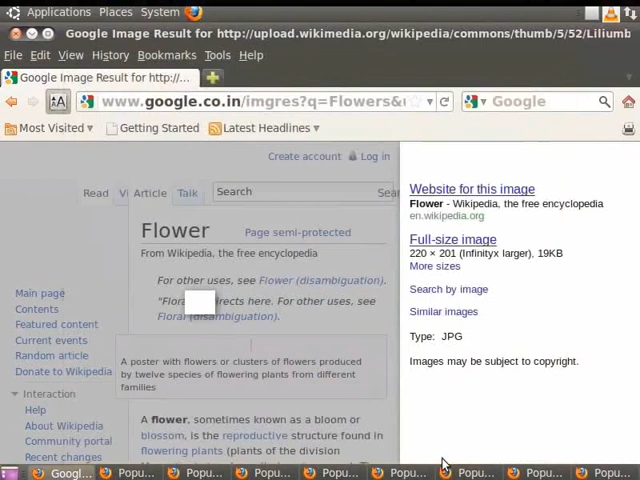 Applications Places System
Google Image Result for http://upload.wikimedia.org/wikipedia/commons/thumb/5/52/Liliumb
File Edit View History Bookmarks Tools Help
Google Image Result for http://...
www.google.co.in/imgres?q=Flowers& Google
Most Visited Getting Started Latest Headlines
Create account Log in
Read Article Talk Search
Flower Page semi-protected
From Wikipedia, the free encyclopedia
For other uses, see Flower (disambiguation).
"Flora directs here. For other uses, see
Floral (disambiguation).
A poster with flowers or clusters of flowers produced
by twelve species of flowering plants from different
families
A flower, sometimes known as a bloom or
blossom, is the reproductive structure found in
flowering plants (plants of the division
Main page
Contents
Featured content
Current events
Random article
Donate to Wikipedia
Interaction
Help
About Wikipedia
Community portal
Recent changes
Website for this image
Flower - Wikipedia, the free encyclopedia
en.wikipedia.org
Full-size image
220 × 201 (Infinityx larger), 19KB
More sizes
Search by image
Similar images
Type: JPG
Images may be subject to copyright.
Googl... Popu... Popu... Popu... Popu... Popu... Popu... Popu... Popu...